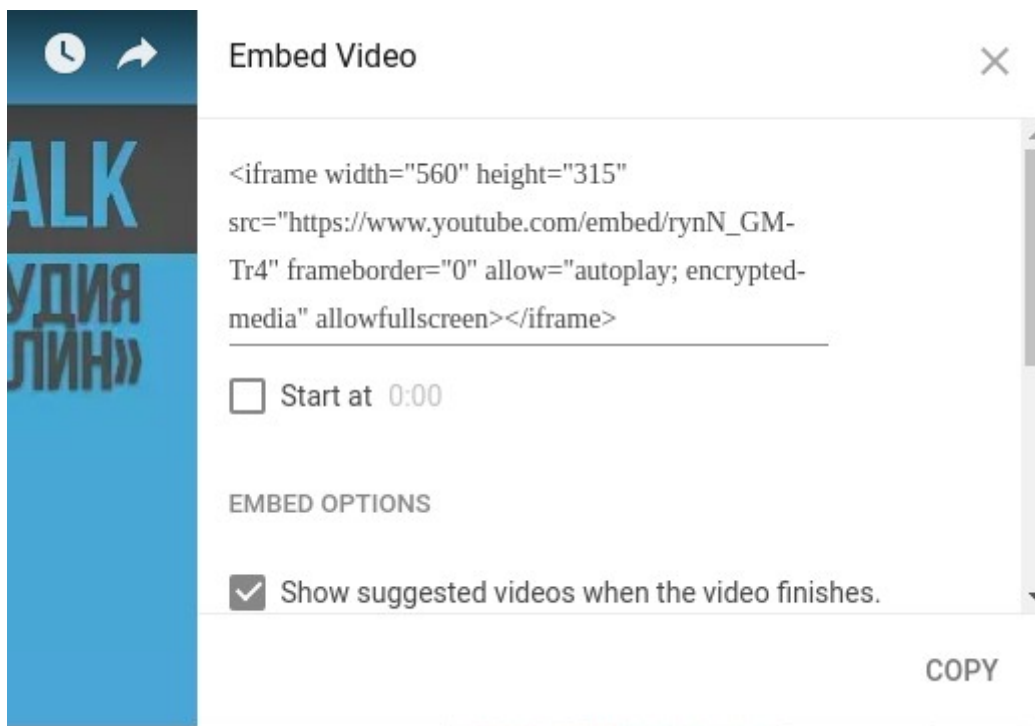 Embed Video
ALK
УДИЯ
ЛИН»
<iframe width="560" height="315"
src="https://www.youtube.com/embed/rynN_GM-
Tr4" frameborder="0" allow="autoplay; encrypted-
media" allowfullscreen></iframe>
Start at 0:00
EMBED OPTIONS
Show suggested videos when the video finishes.
COPY